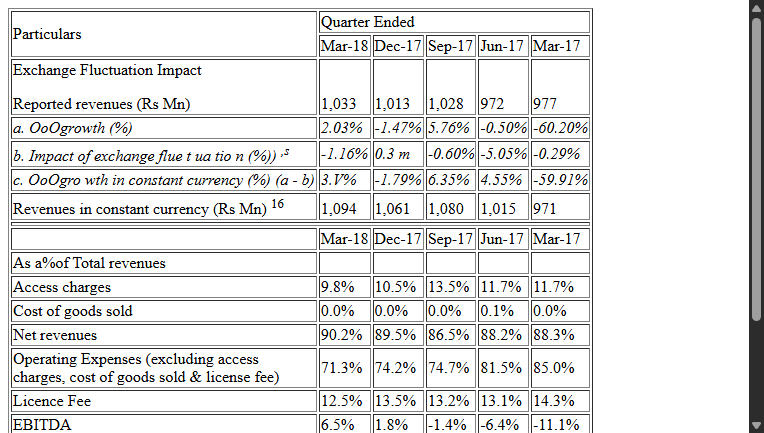 Particulars Quarter Ended
Mar-18 Dec-17 Sep-17 Jun-17 Mar-17
Exchange Fluctuation Impact
Reported revenues (Rs Mn) 1,033 1,013 1,028 972 977
a. OoOgrowth (%) 2.03% -1.47% 5.76% -0.50% -60.20%
b. Impact of exchange flue t ua tio n (%)) ,s -1.16% 0.3 m -0.60% -5.05% -0.29%
c. OoOgro wth in constant currency (%) (a - b) 3.V% -1.79% 6.35% 4.55% -59.91%
Revenues in constant currency (Rs Mn) 16 1,094 1,061 1,080 1,015 971
Mar-18 Dec-17 Sep-17 Jun-17 Mar-17
As a%of Total revenues
Access charges 9.8% 10.5% 13.5% 11.7% 11.7%
Cost of goods sold 0.0% 0.0% 0.0% 0.1% 0.0%
Net revenues 90.2% 89.5% 86.5% 88.2% 88.3%
Operating Expenses (excluding access
charges, cost of goods sold & license fee) 71.3% 74.2% 74.7% 81.5% 85.0%
Licence Fee 12.5% 13.5% 13.2% 13.1% 14.3%
EBITDA 6.5% 1.8% -1.4% -6.4% -11.1%